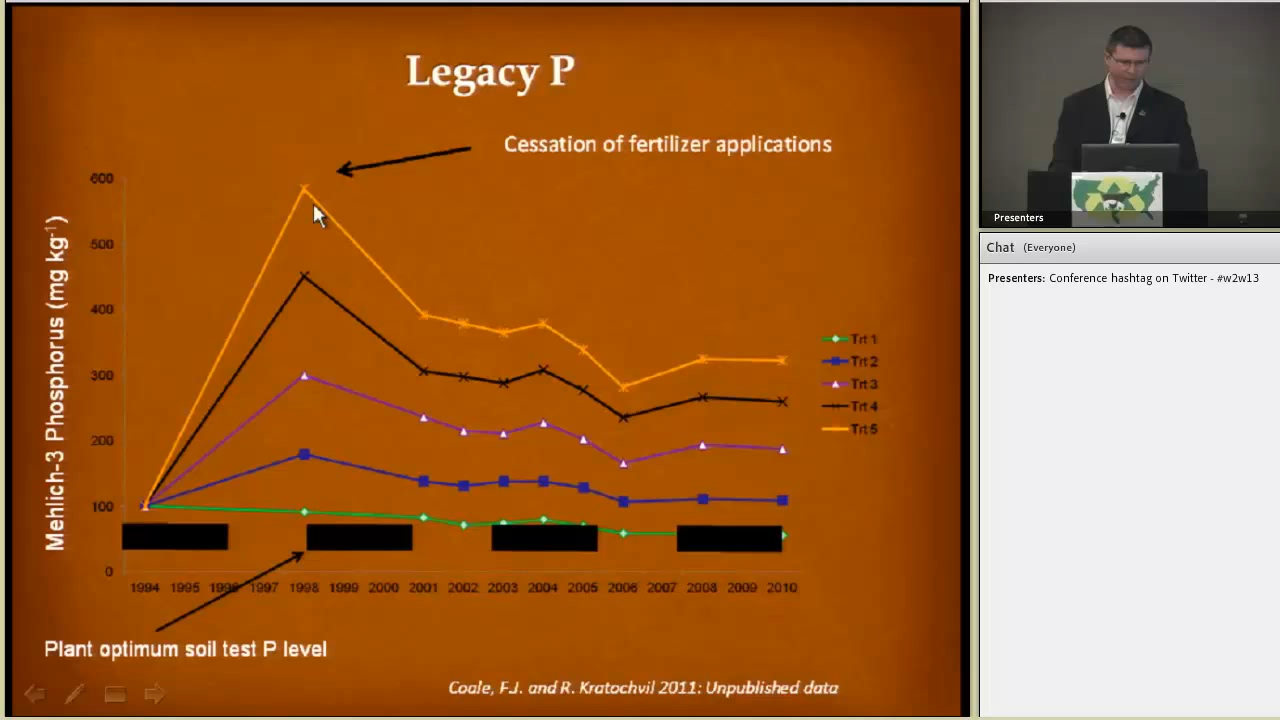 Legacy P
Cessation of fertilizer applications
Mehlich-3 Phosphorus (mg kg-1)
600
500
400
300
200
100
0
1994 1995 1996 1997 1998 1999 2000 2001 2002 2003 2004 2005 2006 2007 2008 2009 2010
Trt 1
Trt 2
Trt 3
Trt 4
Trt 5
Plant optimum soil test P level
Coale, F.J. and R. Kratochvil 2011: Unpublished data
Presenters
Chat (Everyone)
Presenters: Conference hashtag on Twitter - #w2w13